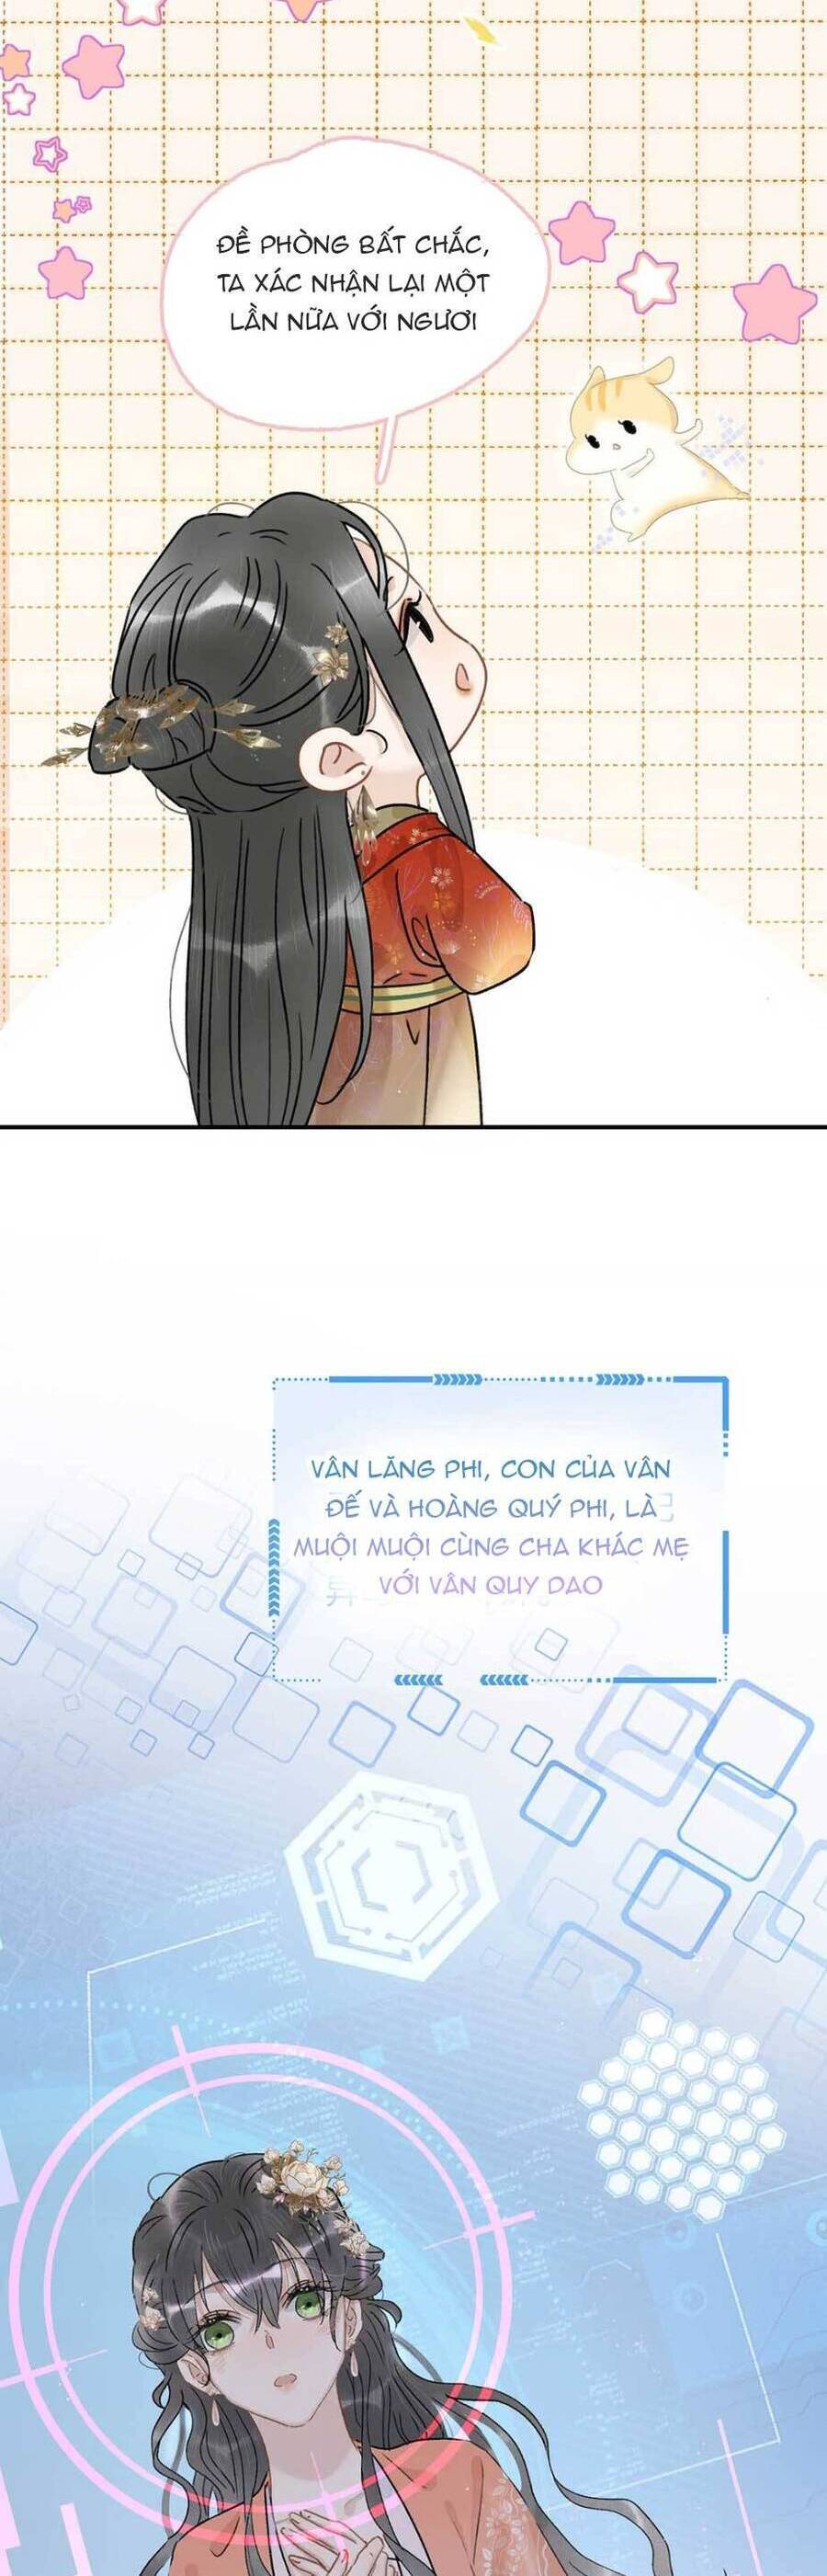 ĐỀ PHÒNG BẤT CHẮC,
TA XÁC NHẬN LẠI MỘT
LẦN NỮA VỚI NGƯƠI
VÂN LĂNG PHI, CON CỦA VÂN
ĐẾ VÀ HOÀNG QUÝ PHI, LÀ
MUỘI MUỘI CÙNG CHA KHÁC MẸ
VỚI VÂN QUY DAO